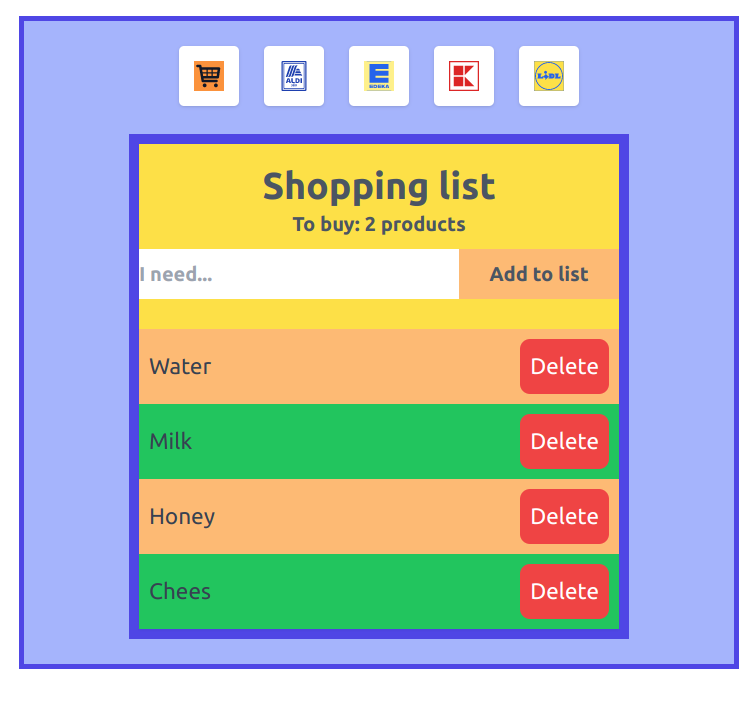 ALDI
EDEKA
LIDL
Shopping list
To buy: 2 products
I need...
Add to list
Water Delete
Milk Delete
Honey Delete
Chees Delete